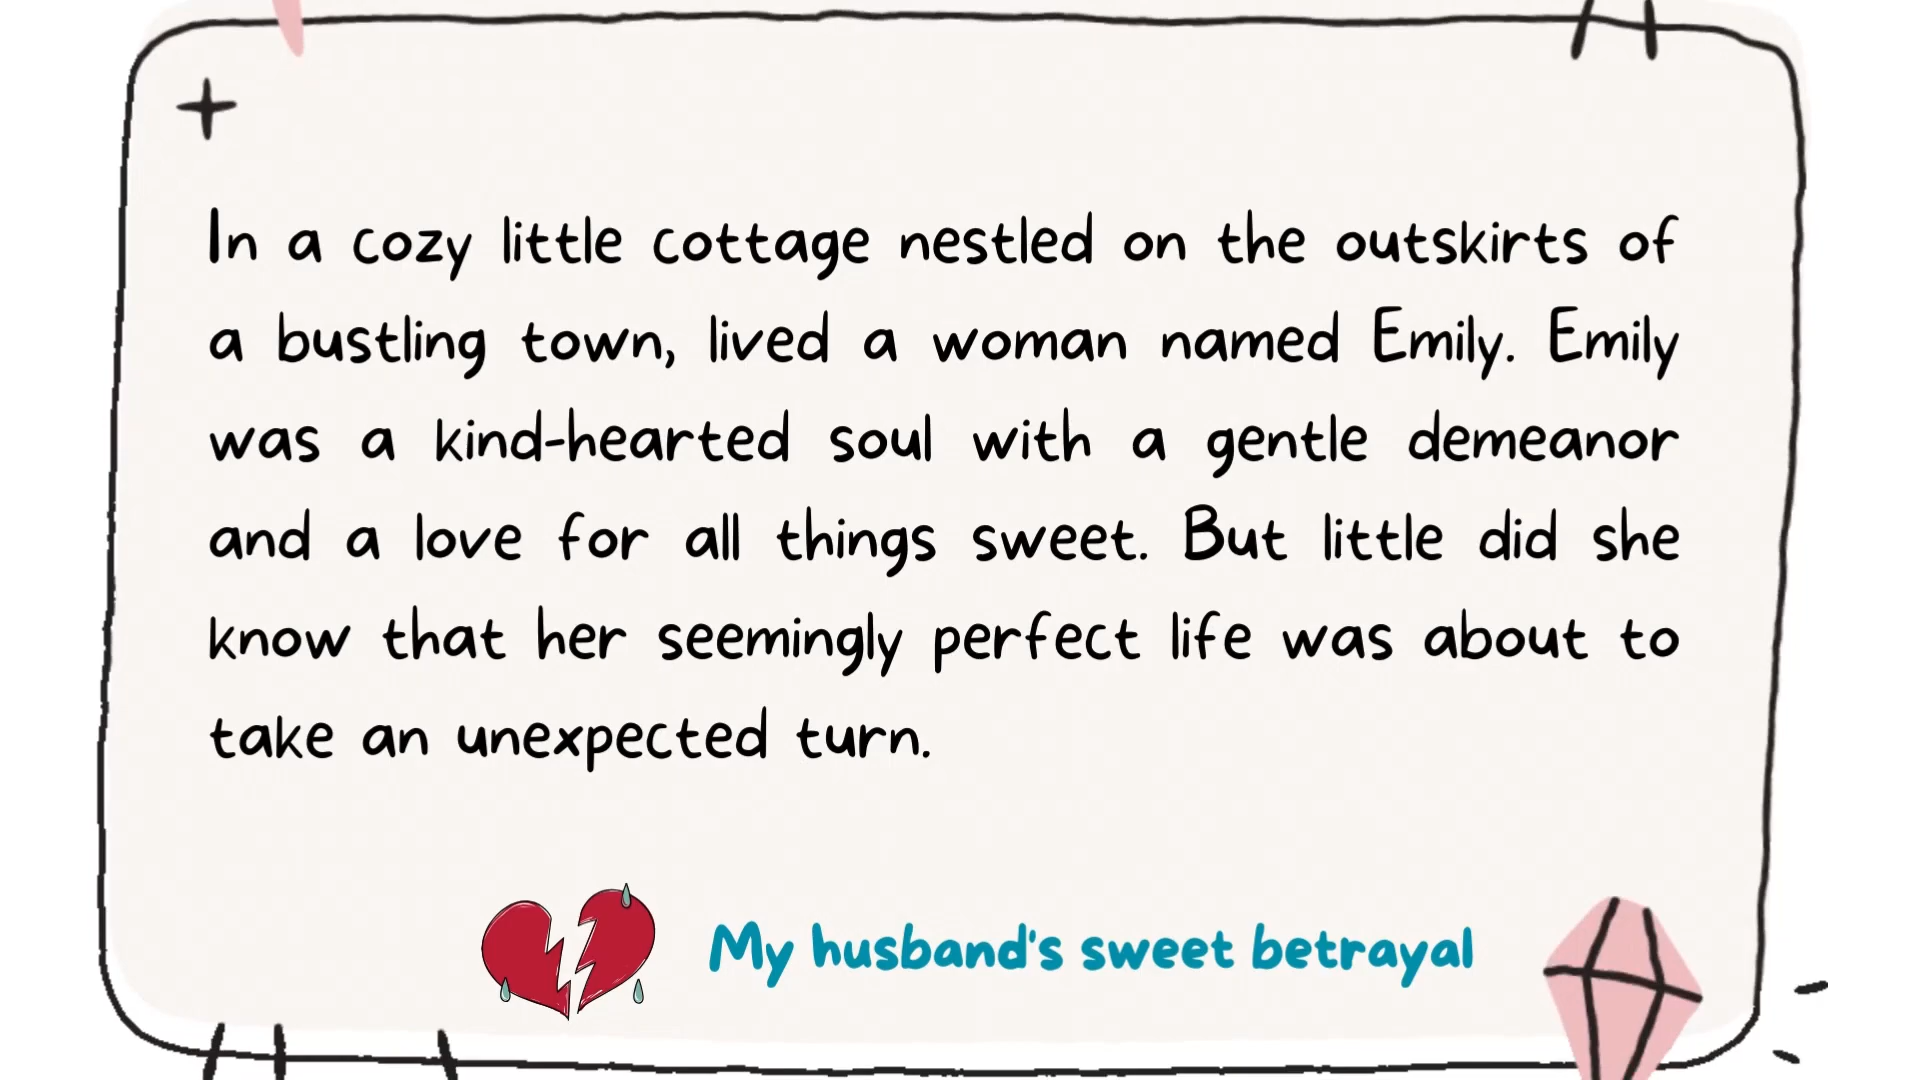 In a cozy little cottage nestled on the outskirts of
a bustling town, lived a woman named Emily. Emily
was a kind-hearted soul with a gentle demeanor
and a love for all things sweet. But little did she
know that her seemingly perfect life was about to
take an unexpected turn.
My husband's sweet betrayal